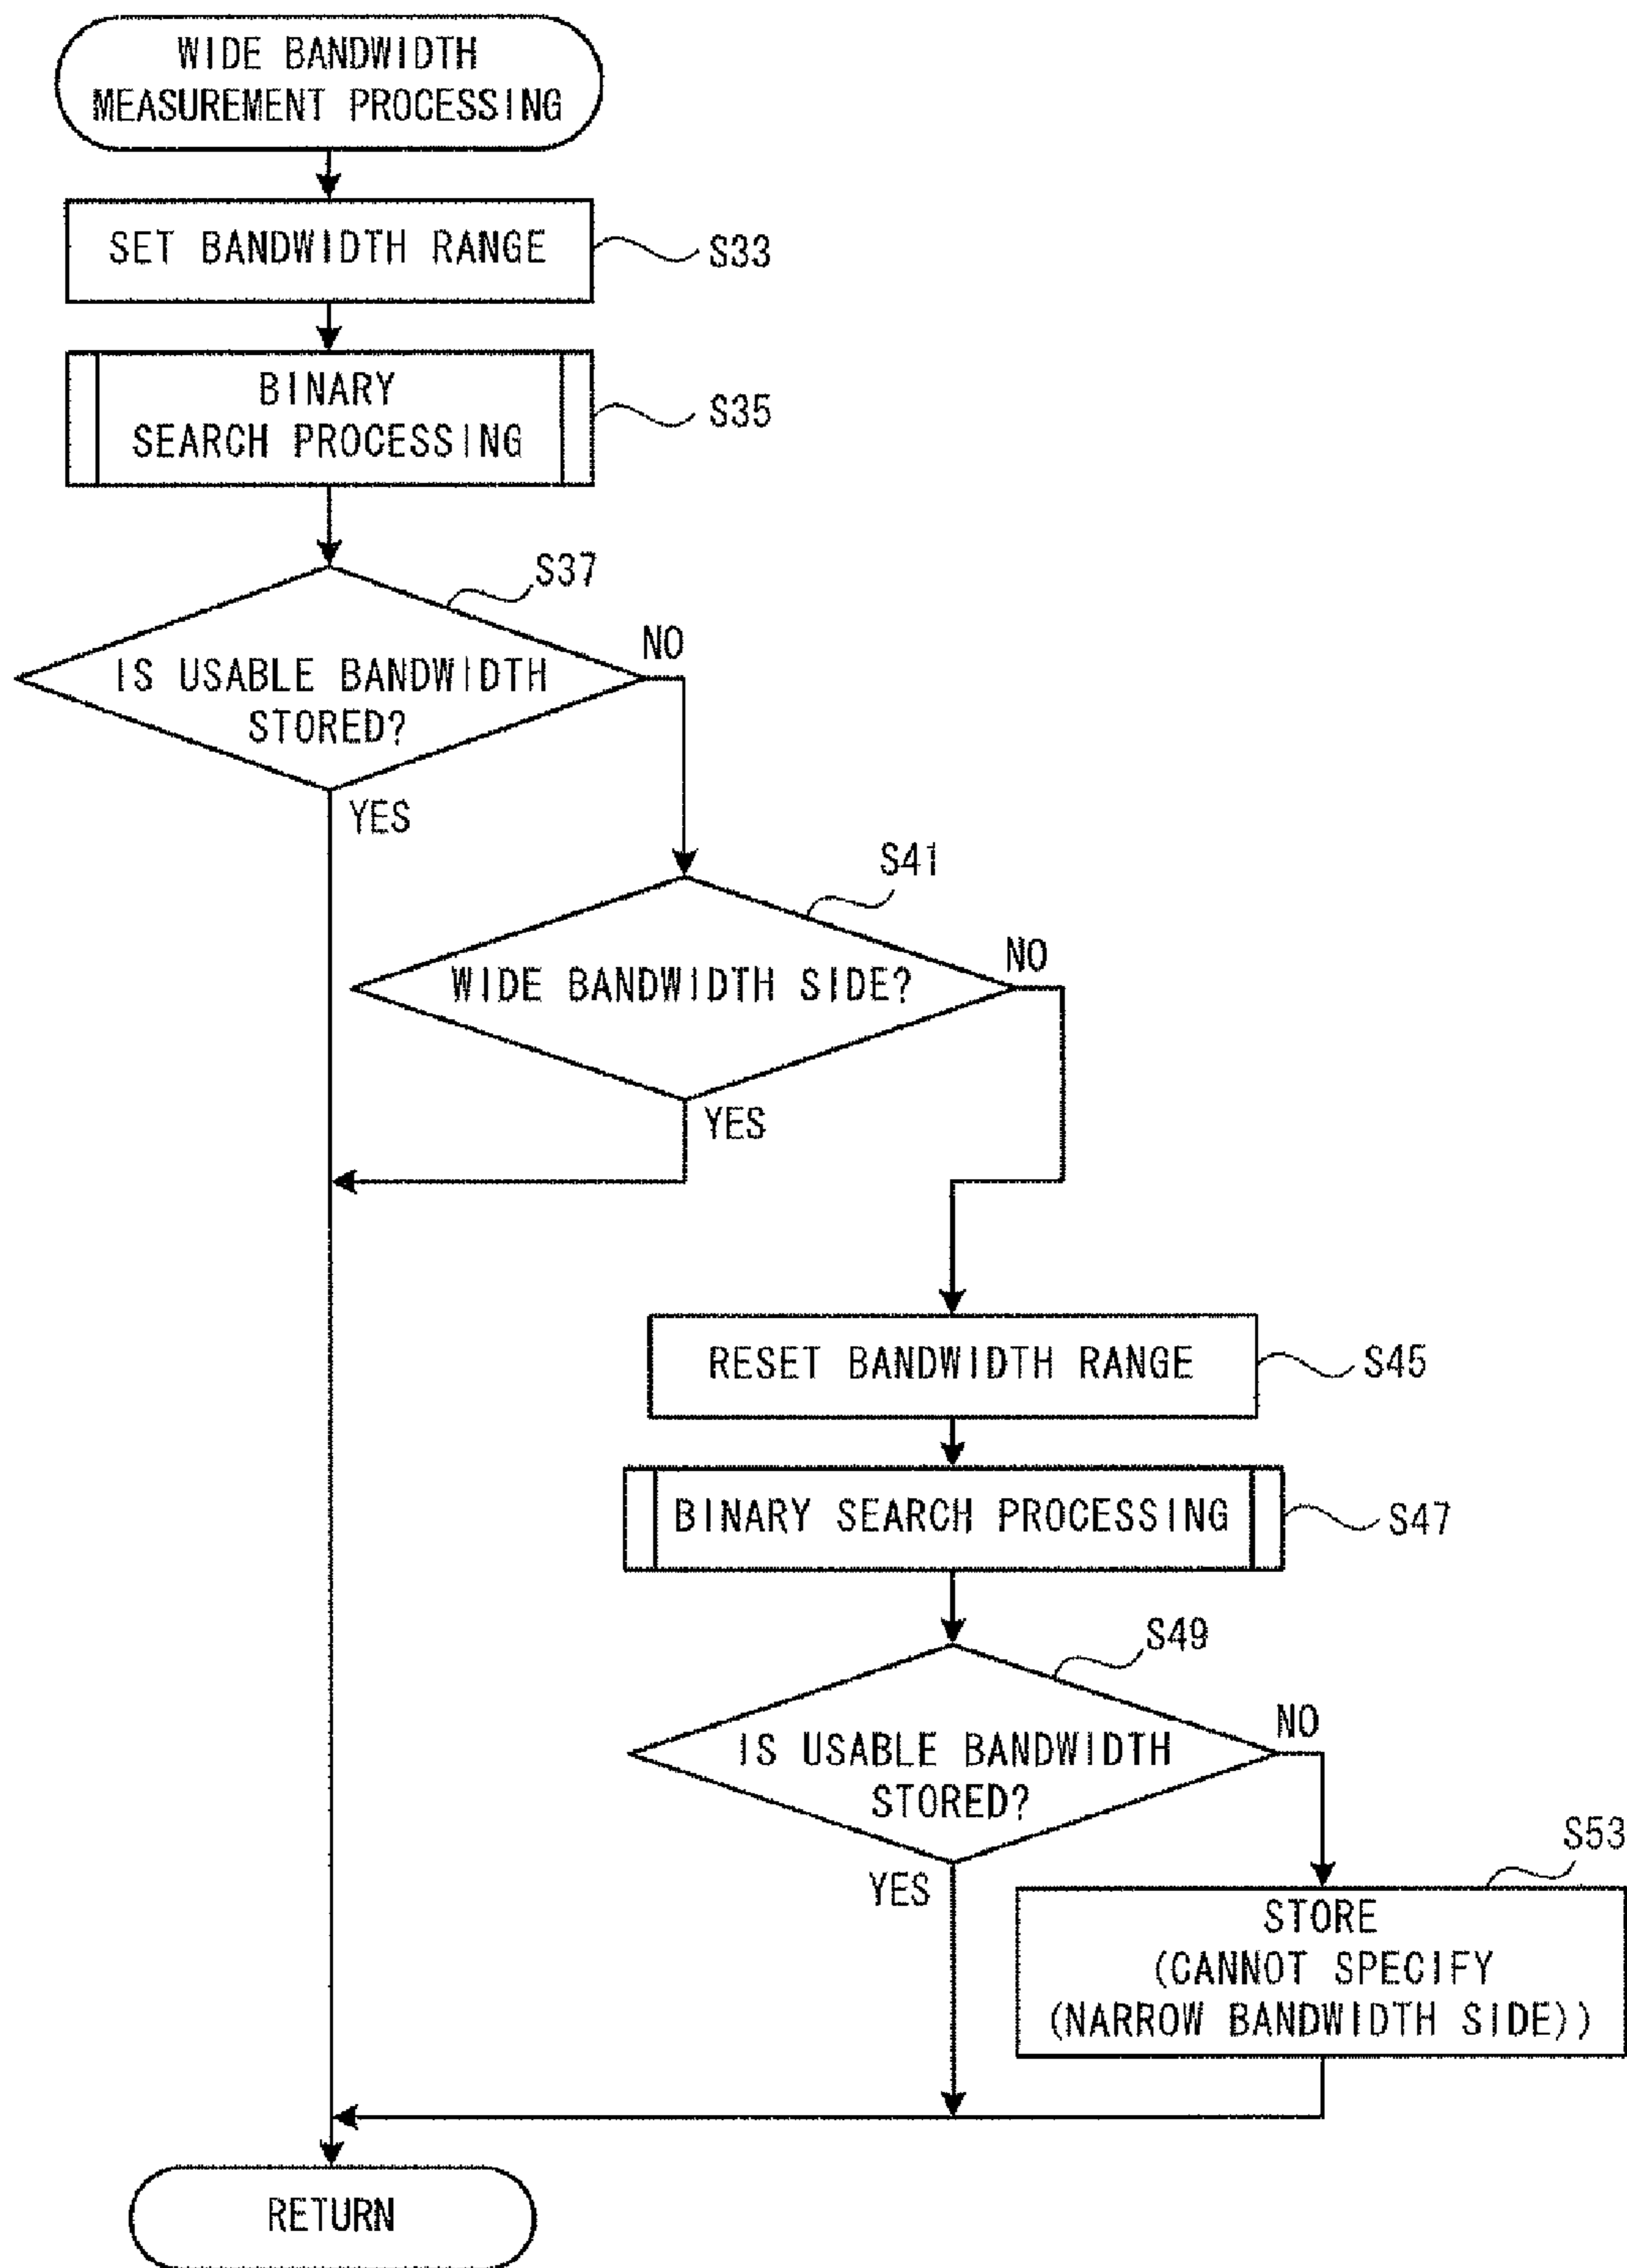 WIDE BANDWIDTH
MEASUREMENT PROCESSING
SET BANDWIDTH RANGE
S33
BINARY
SEARCH PROCESSING
S35
S37
IS USABLE BANDWIDTH
STORED?
NO
YES
S41
WIDE BANDWIDTH SIDE?
NO
YES
RESET BANDWIDTH RANGE
S45
BINARY SEARCH PROCESSING
S47
S49
IS USABLE BANDWIDTH
STORED?
NO
YES
S53
STORE
(CANNOT SPECIFY
(NARROW BANDWIDTH SIDE))
RETURN